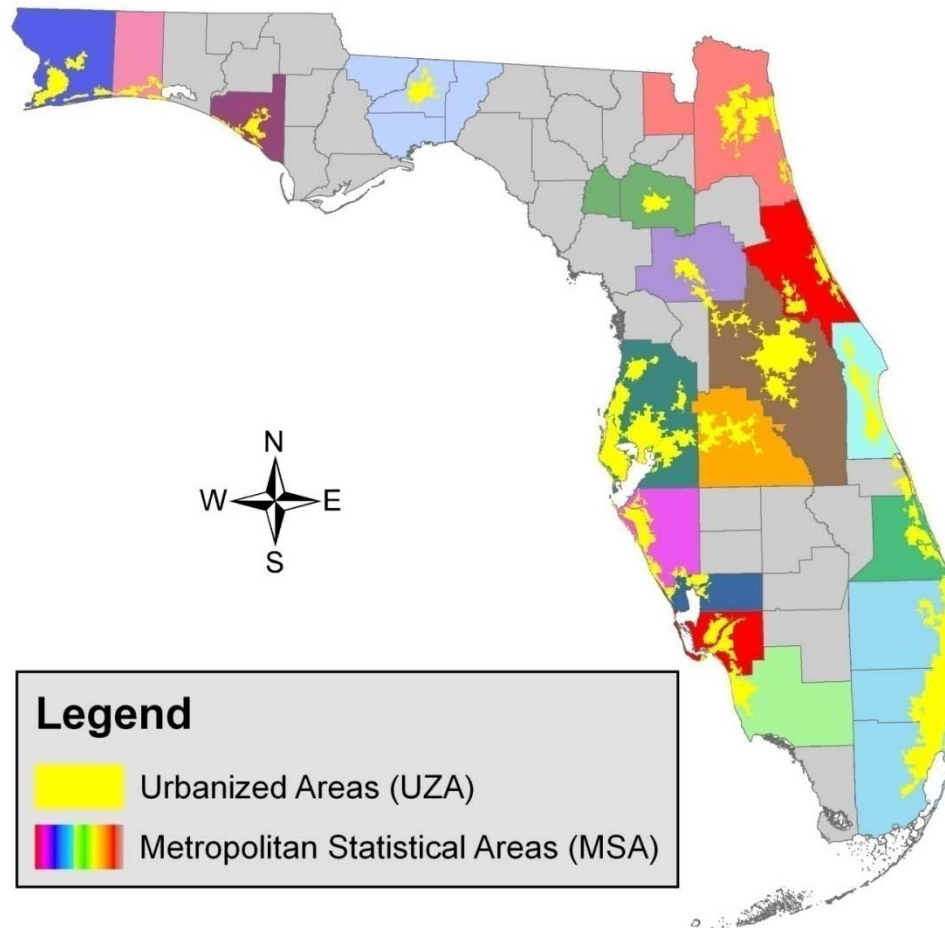 N
W E
S
Legend
Urbanized Areas (UZA)
Metropolitan Statistical Areas (MSA)